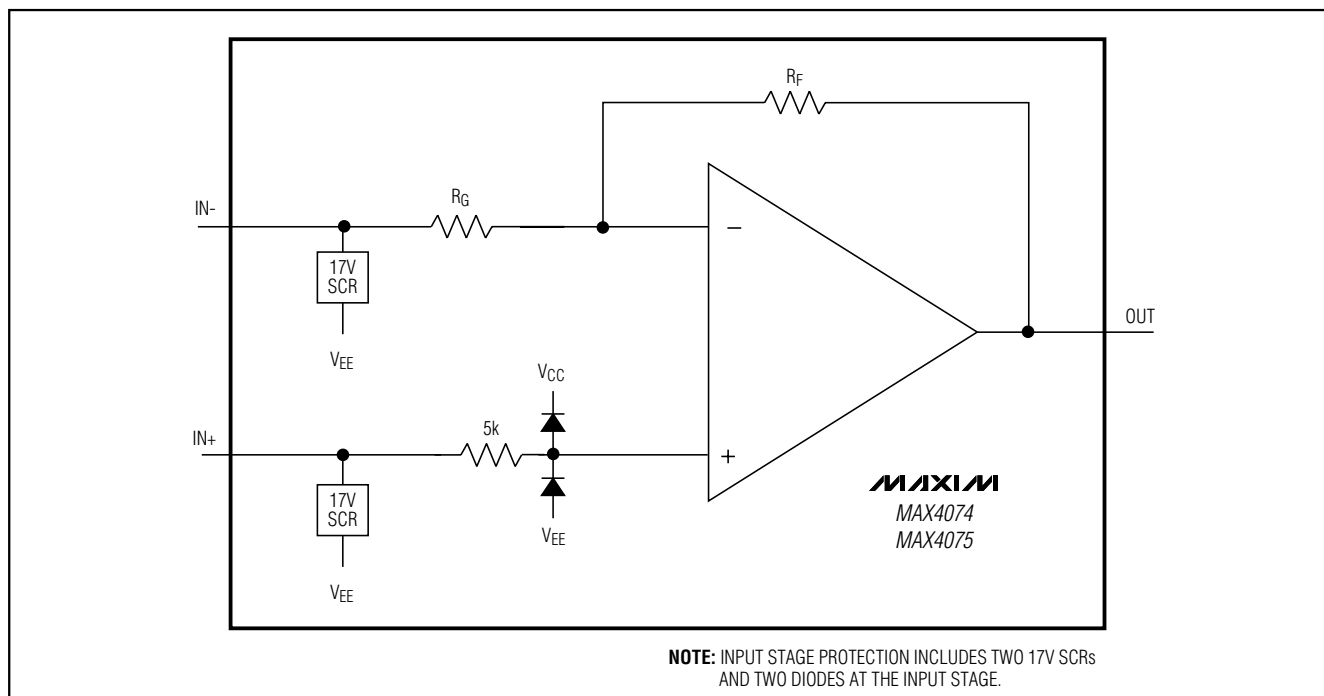 RF
IN-
RG
17V
SCR
VEE
−
OUT
VCC
IN+
5k
+
17V
SCR
VEE
VEE
MAXIM
MAX4074
MAX4075
NOTE: INPUT STAGE PROTECTION INCLUDES TWO 17V SCRs
AND TWO DIODES AT THE INPUT STAGE.